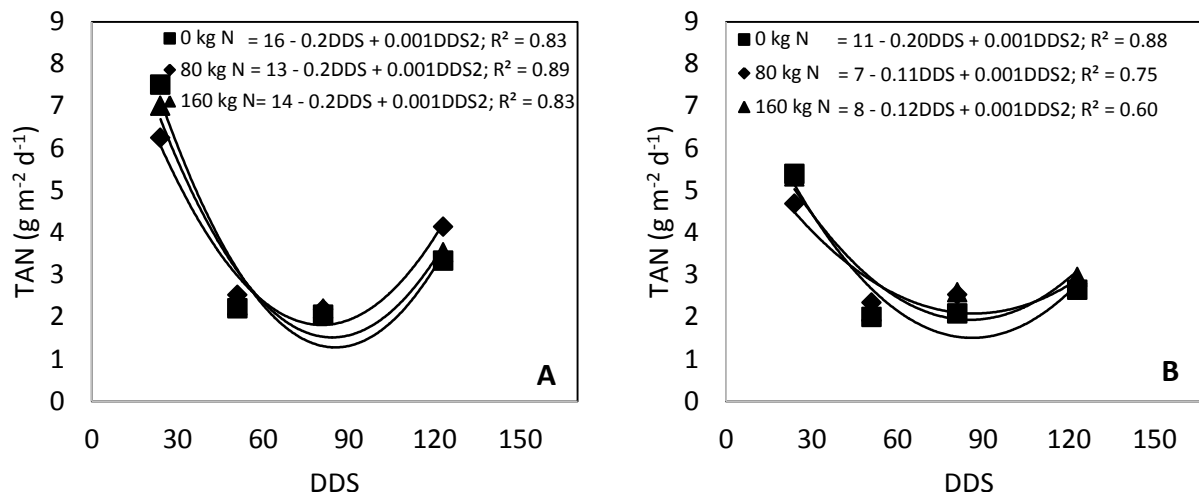 ■ 0 kg N = 16 - 0.2DDS + 0.001DDS2; R² = 0.83
◆ 80 kg N = 13 - 0.2DDS + 0.001DDS2; R² = 0.89
▲ 160 kg N= 14 - 0.2DDS + 0.001DDS2; R² = 0.83
TAN (g m⁻² d⁻¹)
9
8
7
6
5
4
3
2
1
0
A
0 30 60 90 120 150
DDS
■ 0 kg N = 11 - 0.20DDS + 0.001DDS2; R² = 0.88
◆ 80 kg N = 7 - 0.11DDS + 0.001DDS2; R² = 0.75
▲ 160 kg N = 8 - 0.12DDS + 0.001DDS2; R² = 0.60
TAN (g m⁻² d⁻¹)
9
8
7
6
5
4
3
2
1
0
B
0 30 60 90 120 150
DDS